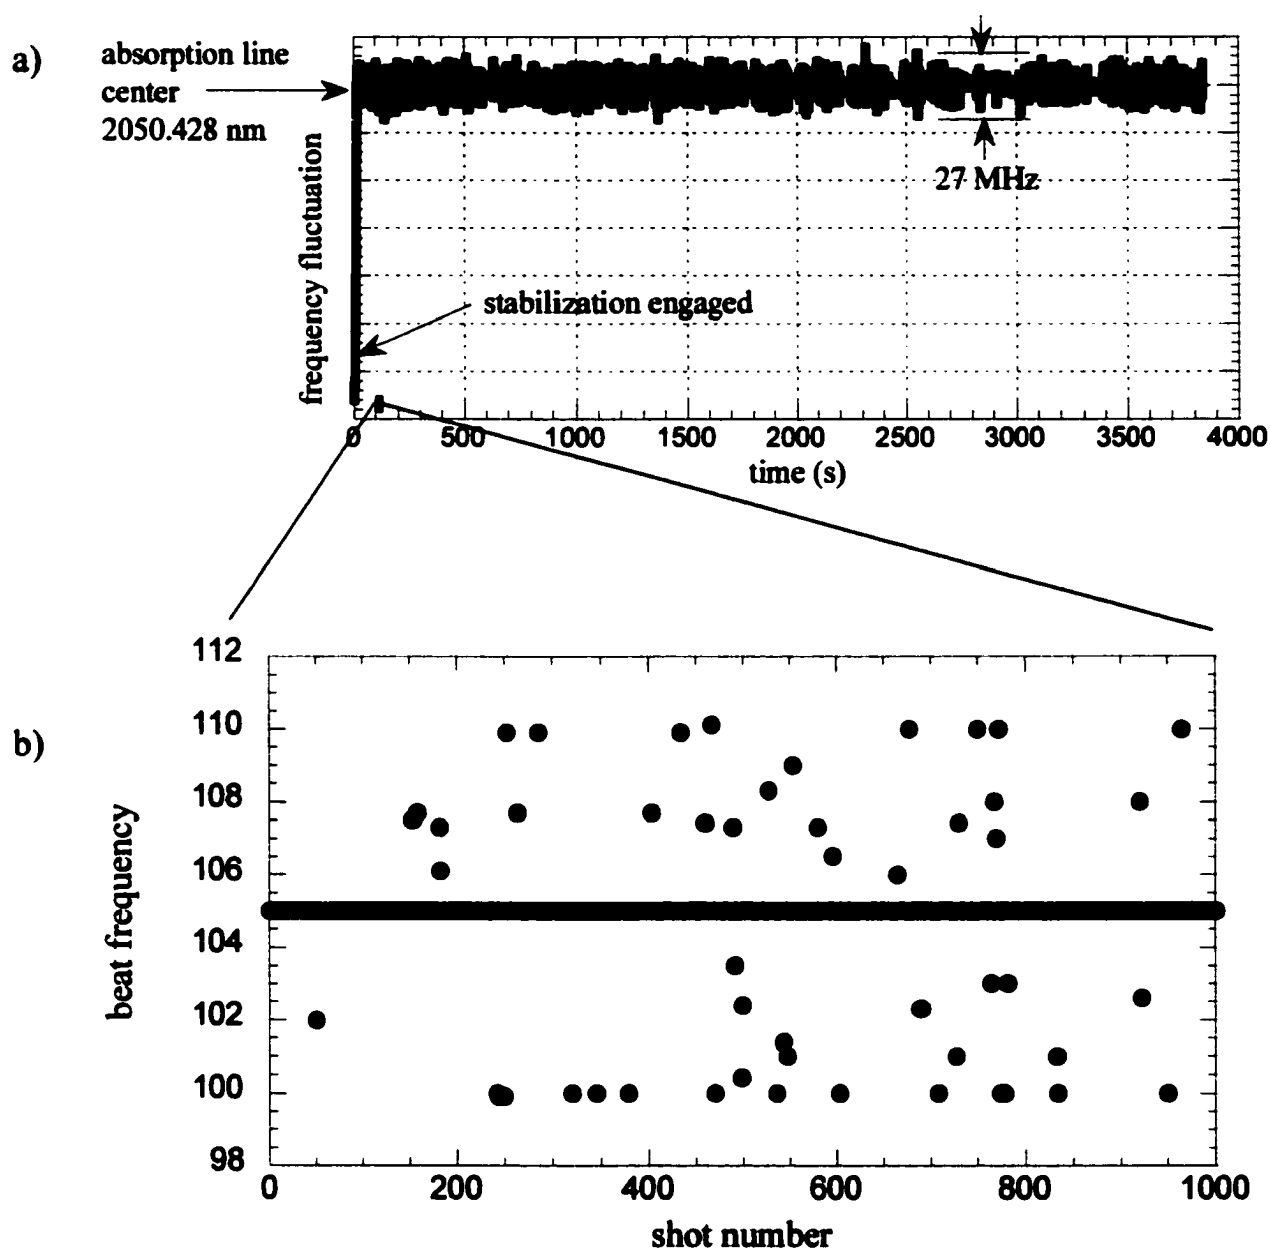 a)
absorption line
center
2050.428 nm
frequency fluctuation
27 MHz
stabilization engaged
0 500 1000 1500 2000 2500 3000 3500 4000
time (s)
b)
112
110
108
106
104
102
100
98
beat frequency
0 200 400 600 800 1000
shot number